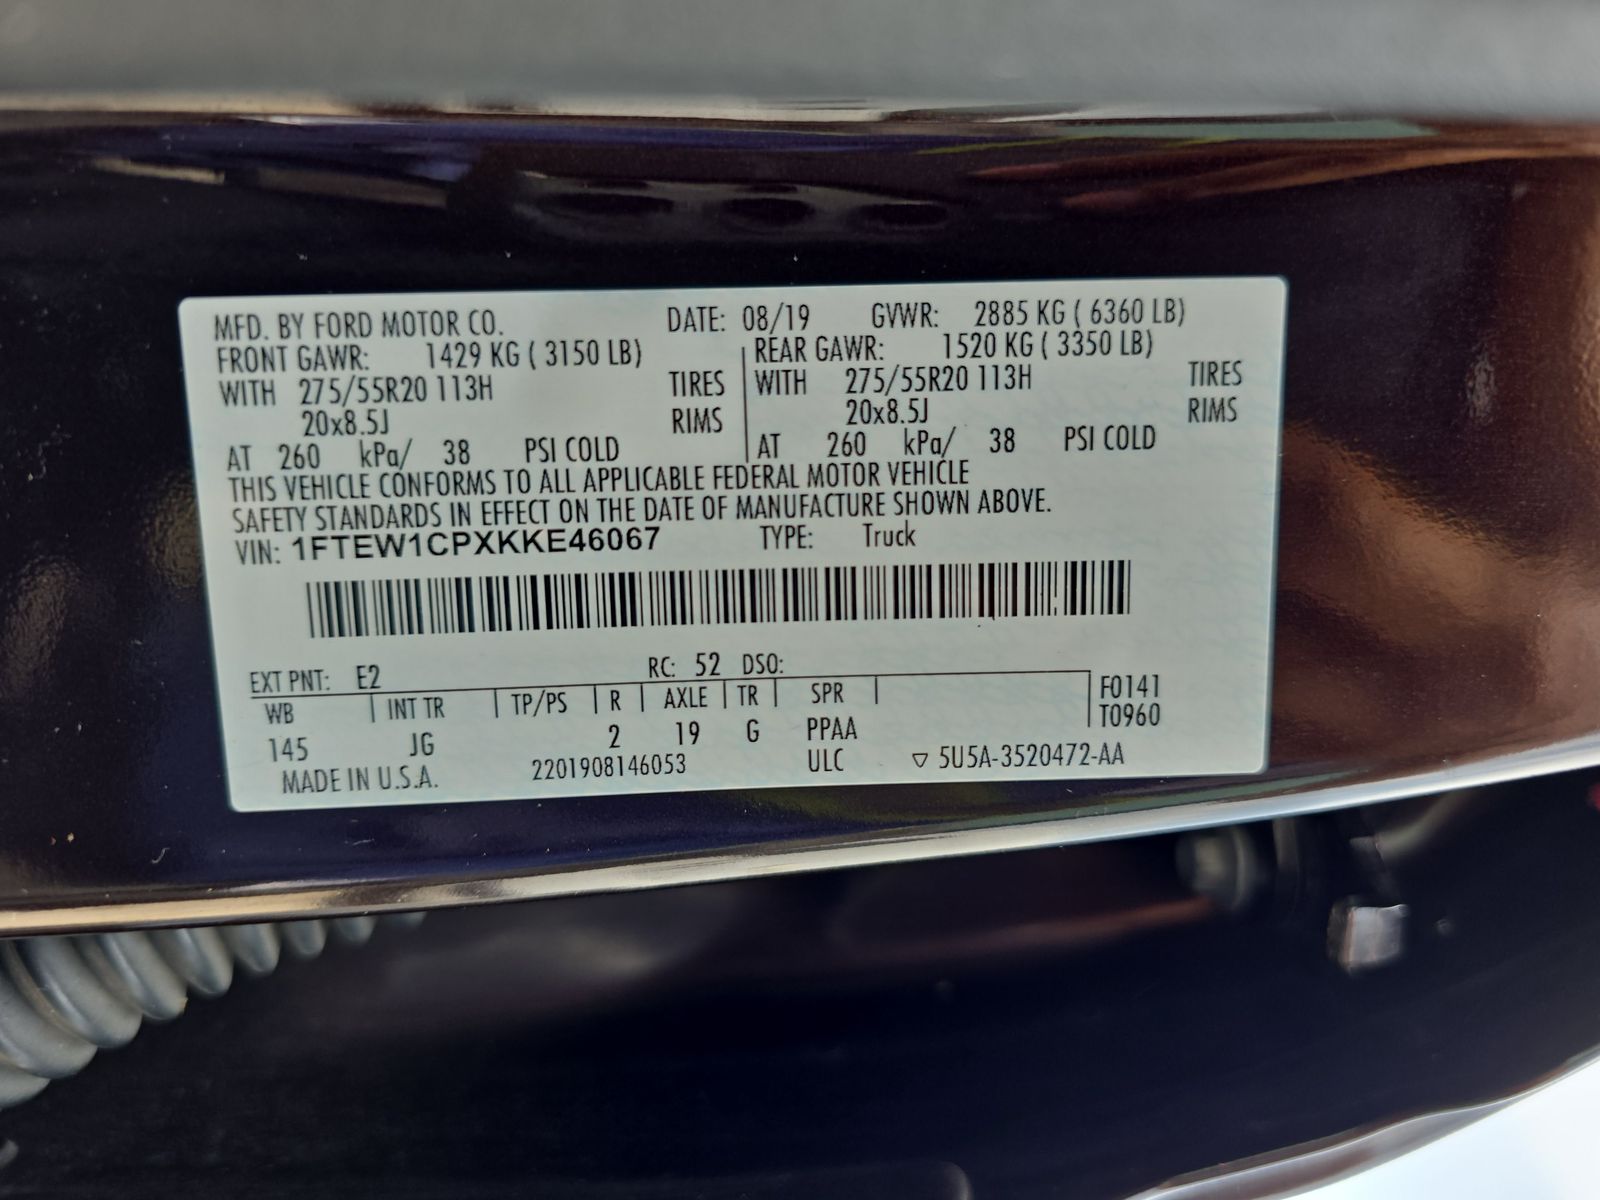 MFD. BY FORD MOTOR CO. DATE: 08/19 GVWR: 2885 KG ( 6360 LB)
FRONT GAWR: 1429 KG ( 3150 LB) REAR GAWR: 1520 KG ( 3350 LB)
WITH 275/55R20 113H TIRES WITH 275/55R20 113H TIRES
20x8.5J RIMS 20x8.5J RIMS
AT 260 kPa/ 38 PSI COLD AT 260 kPa/ 38 PSI COLD
THIS VEHICLE CONFORMS TO ALL APPLICABLE FEDERAL MOTOR VEHICLE
SAFETY STANDARDS IN EFFECT ON THE DATE OF MANUFACTURE SHOWN ABOVE.
VIN: 1FTEW1CPXKKE46067 TYPE: Truck
EXT PNT: E2 RC: 52 DSO:
WB INT TR TP/PS R AXLE TR SPR F0141
T0960
145 JG 2 19 G PPAA
MADE IN U.S.A. 2201908146053 ULC ▽ 5U5A-3520472-AA